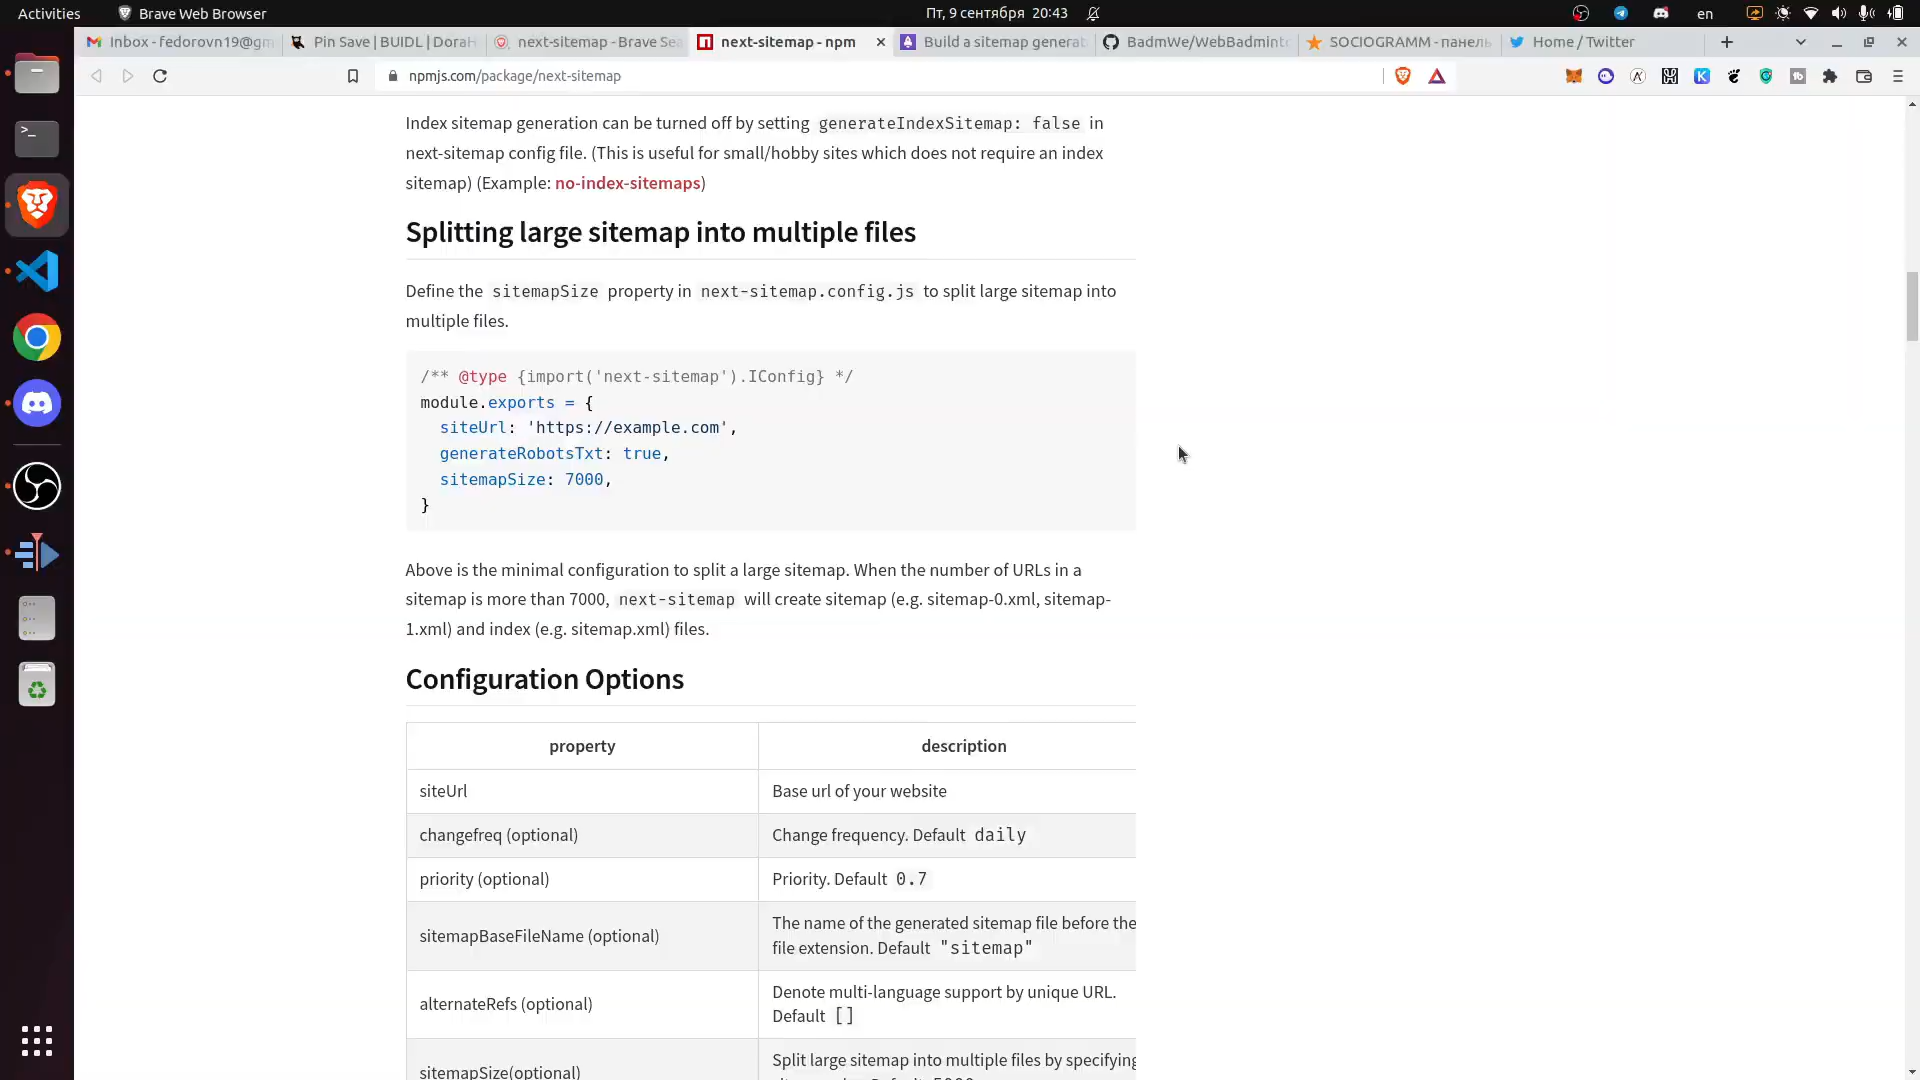 Activities
Brave Web Browser
Пт, 9 сентября 20:43
en
Inbox - fedorovn19@gm
Pin Save | BUIDL | DoraH
next-sitemap - Brave Sea
next-sitemap - npm
Build a sitemap generat
BadmWe/WebBadmint
SOCIOGRAMM - панель
Home / Twitter
npmjs.com/package/next-sitemap
Index sitemap generation can be turned off by setting generateIndexSitemap: false in
next-sitemap config file. (This is useful for small/hobby sites which does not require an index
sitemap) (Example: no-index-sitemaps)
Splitting large sitemap into multiple files
Define the sitemapSize property in next-sitemap.config.js to split large sitemap into
multiple files.
/** @type {import('next-sitemap').IConfig} */
module.exports = {
siteUrl: 'https://example.com',
generateRobotsTxt: true,
sitemapSize: 7000,
}
Above is the minimal configuration to split a large sitemap. When the number of URLs in a
sitemap is more than 7000, next-sitemap will create sitemap (e.g. sitemap-0.xml, sitemap-
1.xml) and index (e.g. sitemap.xml) files.
Configuration Options
property description
siteUrl Base url of your website
changefreq (optional) Change frequency. Default daily
priority (optional) Priority. Default 0.7
sitemapBaseFileName (optional) The name of the generated sitemap file before the
file extension. Default "sitemap"
alternateRefs (optional) Denote multi-language support by unique URL.
Default []
sitemapSize(optional) Split large sitemap into multiple files by specifying